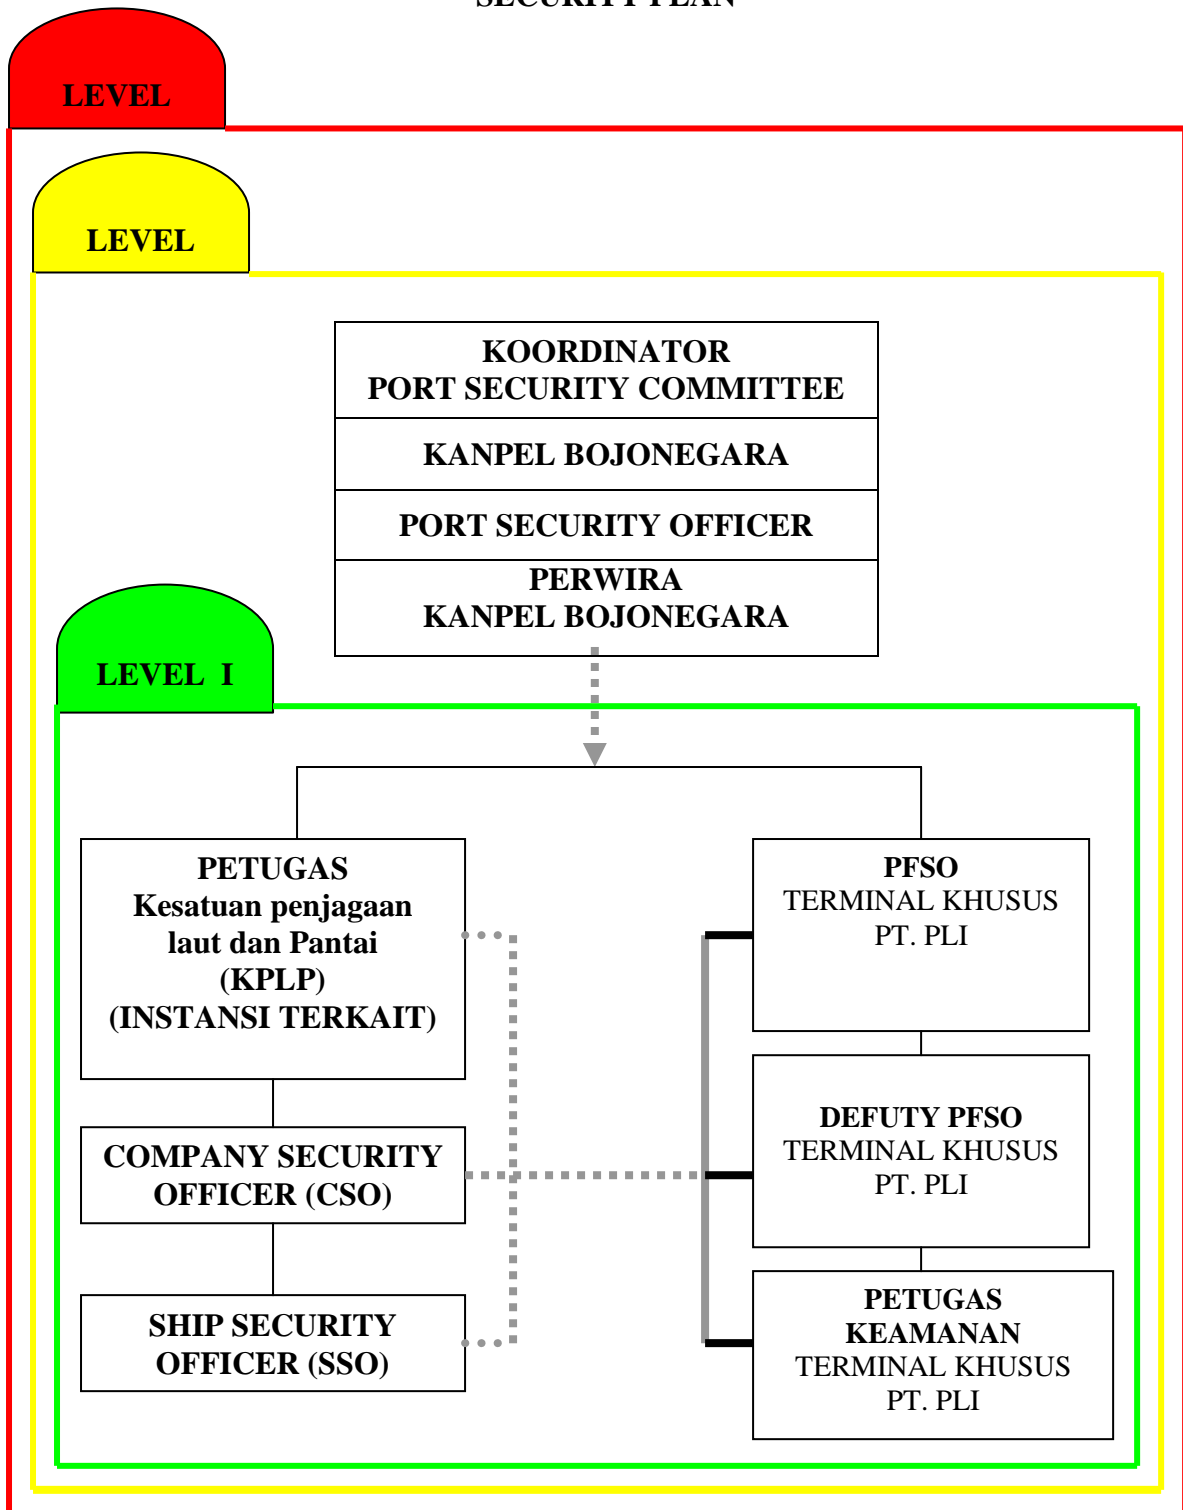 SECURITY PLAN
LEVEL
LEVEL
KOORDINATOR
PORT SECURITY COMMITTEE
KANPEL BOJONEGARA
PORT SECURITY OFFICER
PERWIRA
KANPEL BOJONEGARA
LEVEL I
PETUGAS
Kesatuan penjagaan
laut dan Pantai
(KPLP)
(INSTANSI TERKAIT)
PFSO
TERMINAL KHUSUS
PT. PLI
COMPANY SECURITY
OFFICER (CSO)
DEFUTY PFSO
TERMINAL KHUSUS
PT. PLI
SHIP SECURITY
OFFICER (SSO)
PETUGAS
KEAMANAN
TERMINAL KHUSUS
PT. PLI